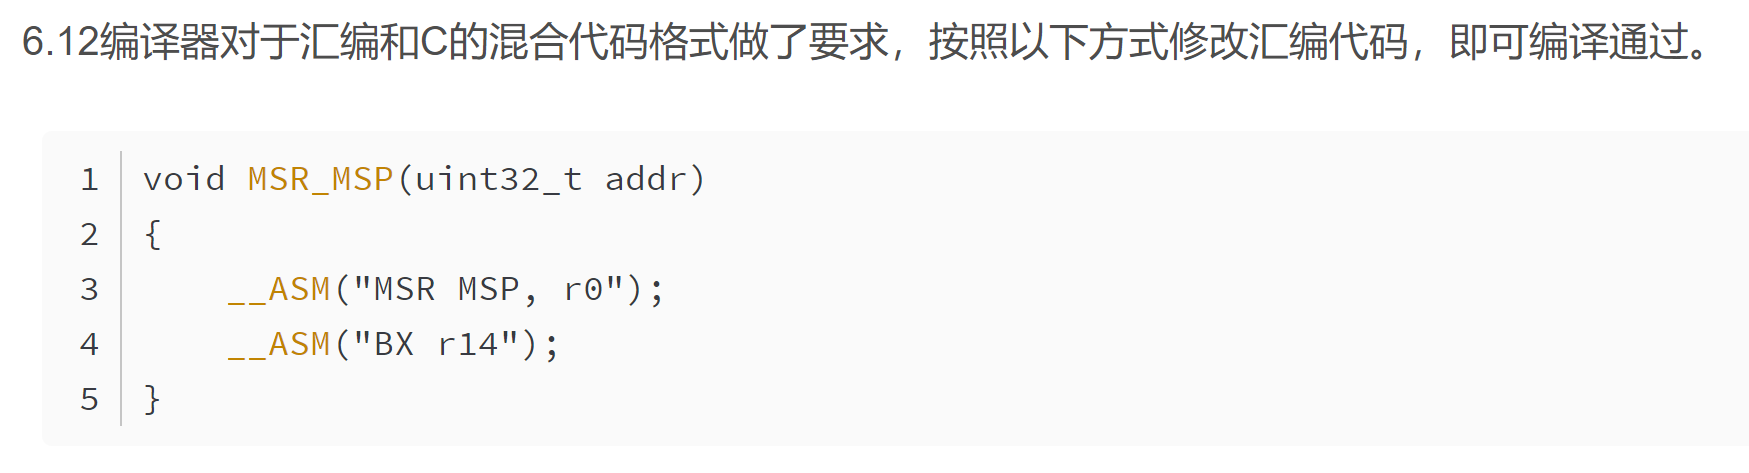 6.12编译器对于汇编和C的混合代码格式做了要求，按照以下方式修改汇编代码，即可编译通过。
1 void MSR_MSP(uint32_t addr)
2 {
3     __ASM("MSR MSP, r0");
4     __ASM("BX r14");
5 }